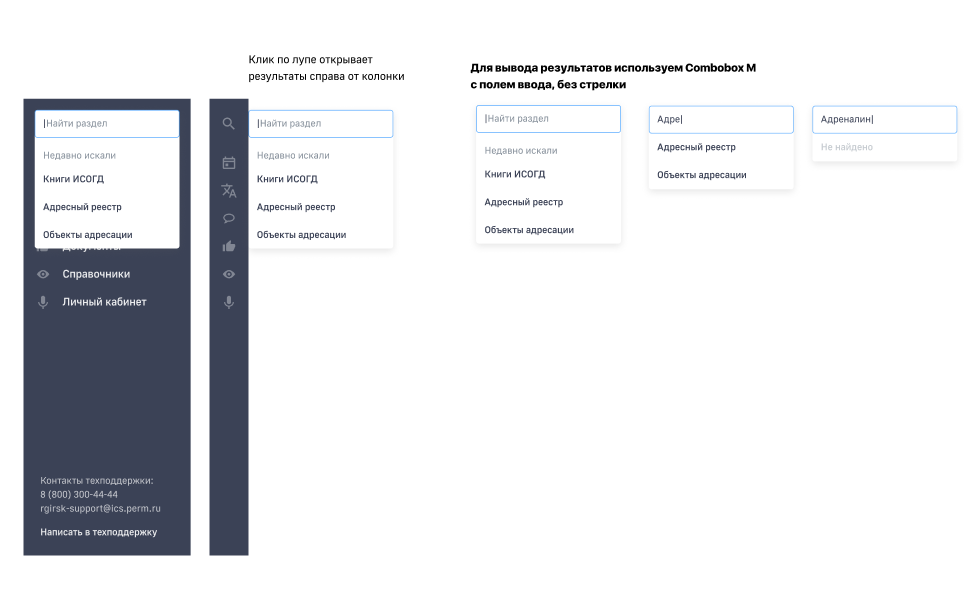 Клик по лупе открывает
результаты справа от колонки
Для вывода результатов используем Combobox M
с полем ввода, без стрелки
Найти раздел
Недавно искали
Книги ИСОГД
Адресный реестр
Объекты адресации
Документы
Справочники
Личный кабинет
Контакты техподдержки:
8 (800) 300-44-44
rgirsk-support@ics.perm.ru
Написать в техподдержку
Найти раздел
Недавно искали
Книги ИСОГД
Адресный реестр
Объекты адресации
Найти раздел
Недавно искали
Книги ИСОГД
Адресный реестр
Объекты адресации
Адре
Адресный реестр
Объекты адресации
Адреналин
Не найдено